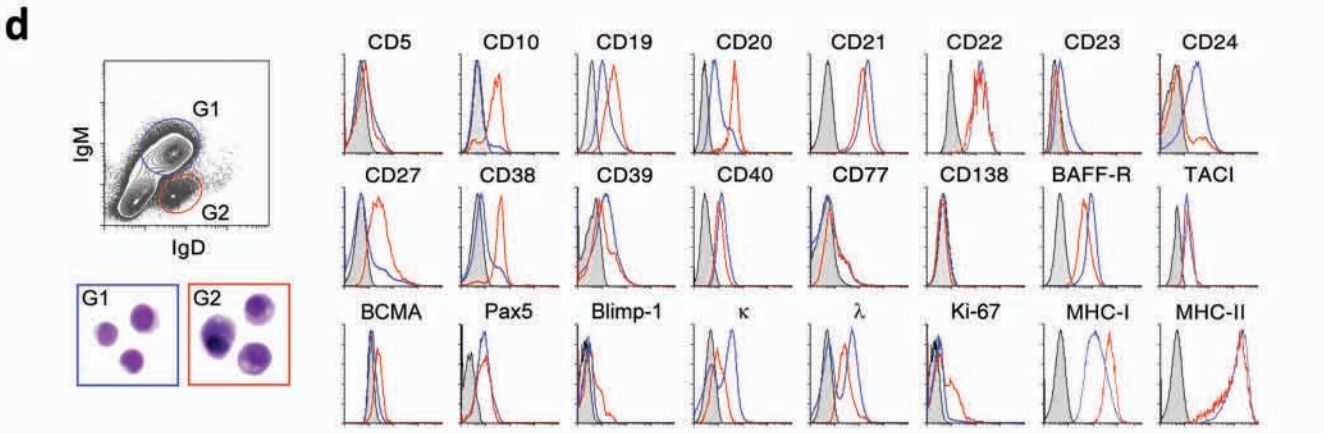 d
IgM
G1
G2
IgD
G1
G2
CD5 CD10 CD19 CD20 CD21 CD22 CD23 CD24
CD27 CD38 CD39 CD40 CD77 CD138 BAFF-R TACI
BCMA Pax5 Blimp-1 κ λ Ki-67 MHC-I MHC-II